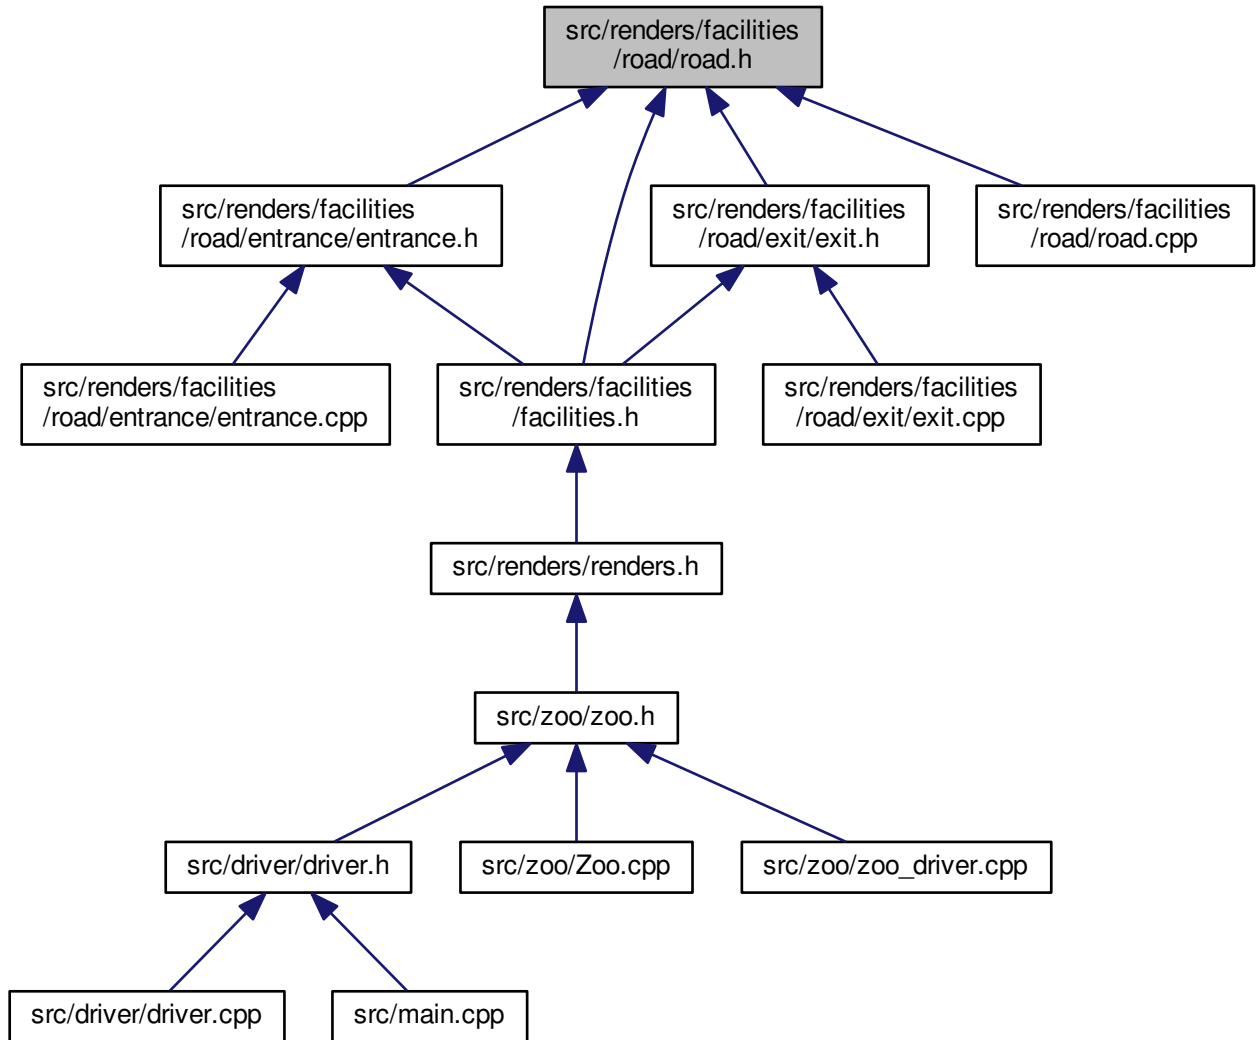 src/renders/facilities
/road/road.h
src/renders/facilities
/road/entrance/entrance.h
src/renders/facilities
/road/exit/exit.h
src/renders/facilities
/road/road.cpp
src/renders/facilities
/road/entrance/entrance.cpp
src/renders/facilities
/facilities.h
src/renders/facilities
/road/exit/exit.cpp
src/renders/renders.h
src/zoo/zoo.h
src/driver/driver.h
src/zoo/Zoo.cpp
src/zoo/zoo_driver.cpp
src/driver/driver.cpp
src/main.cpp